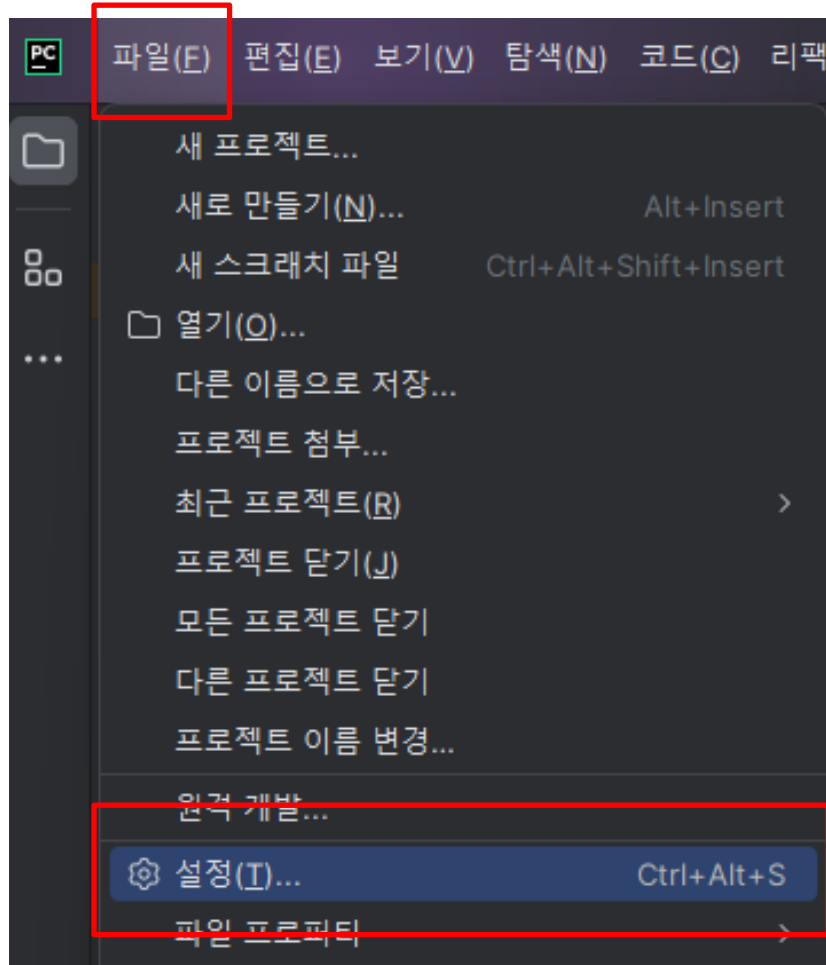 PC 파일(F) 편집(E) 보기(V) 탐색(N) 코드(C) 리팩
새 프로젝트...
새로 만들기(N)... Alt+Insert
새 스크래치 파일 Ctrl+Alt+Shift+Insert
열기(O)...
다른 이름으로 저장...
프로젝트 첨부...
최근 프로젝트(R)
프로젝트 닫기(J)
모든 프로젝트 닫기
다른 프로젝트 닫기
프로젝트 이름 변경...
원격 개발...
설정(T)... Ctrl+Alt+S
파일 프로퍼티